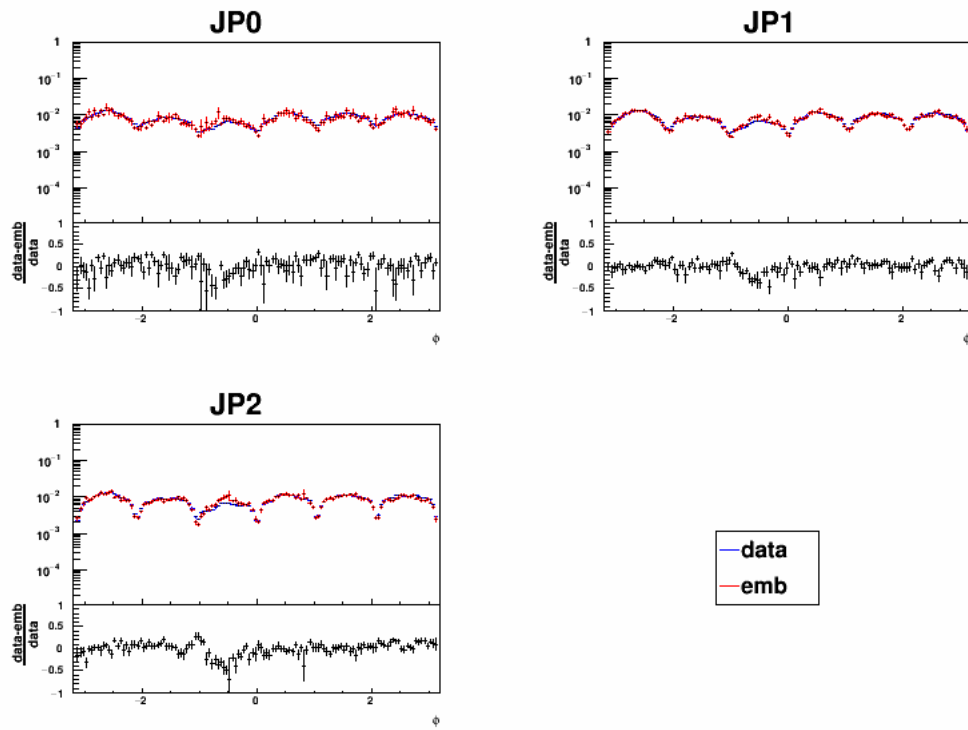 JP0
1
10⁻¹
10⁻²
10⁻³
10⁻⁴
data-emb
data
1
0.5
0
−0.5
−1
−2
0
2
ϕ
JP1
1
10⁻¹
10⁻²
10⁻³
10⁻⁴
data-emb
data
1
0.5
0
−0.5
−1
−2
0
2
ϕ
JP2
1
10⁻¹
10⁻²
10⁻³
10⁻⁴
data-emb
data
1
0.5
0
−0.5
−1
−2
0
2
ϕ
data
emb